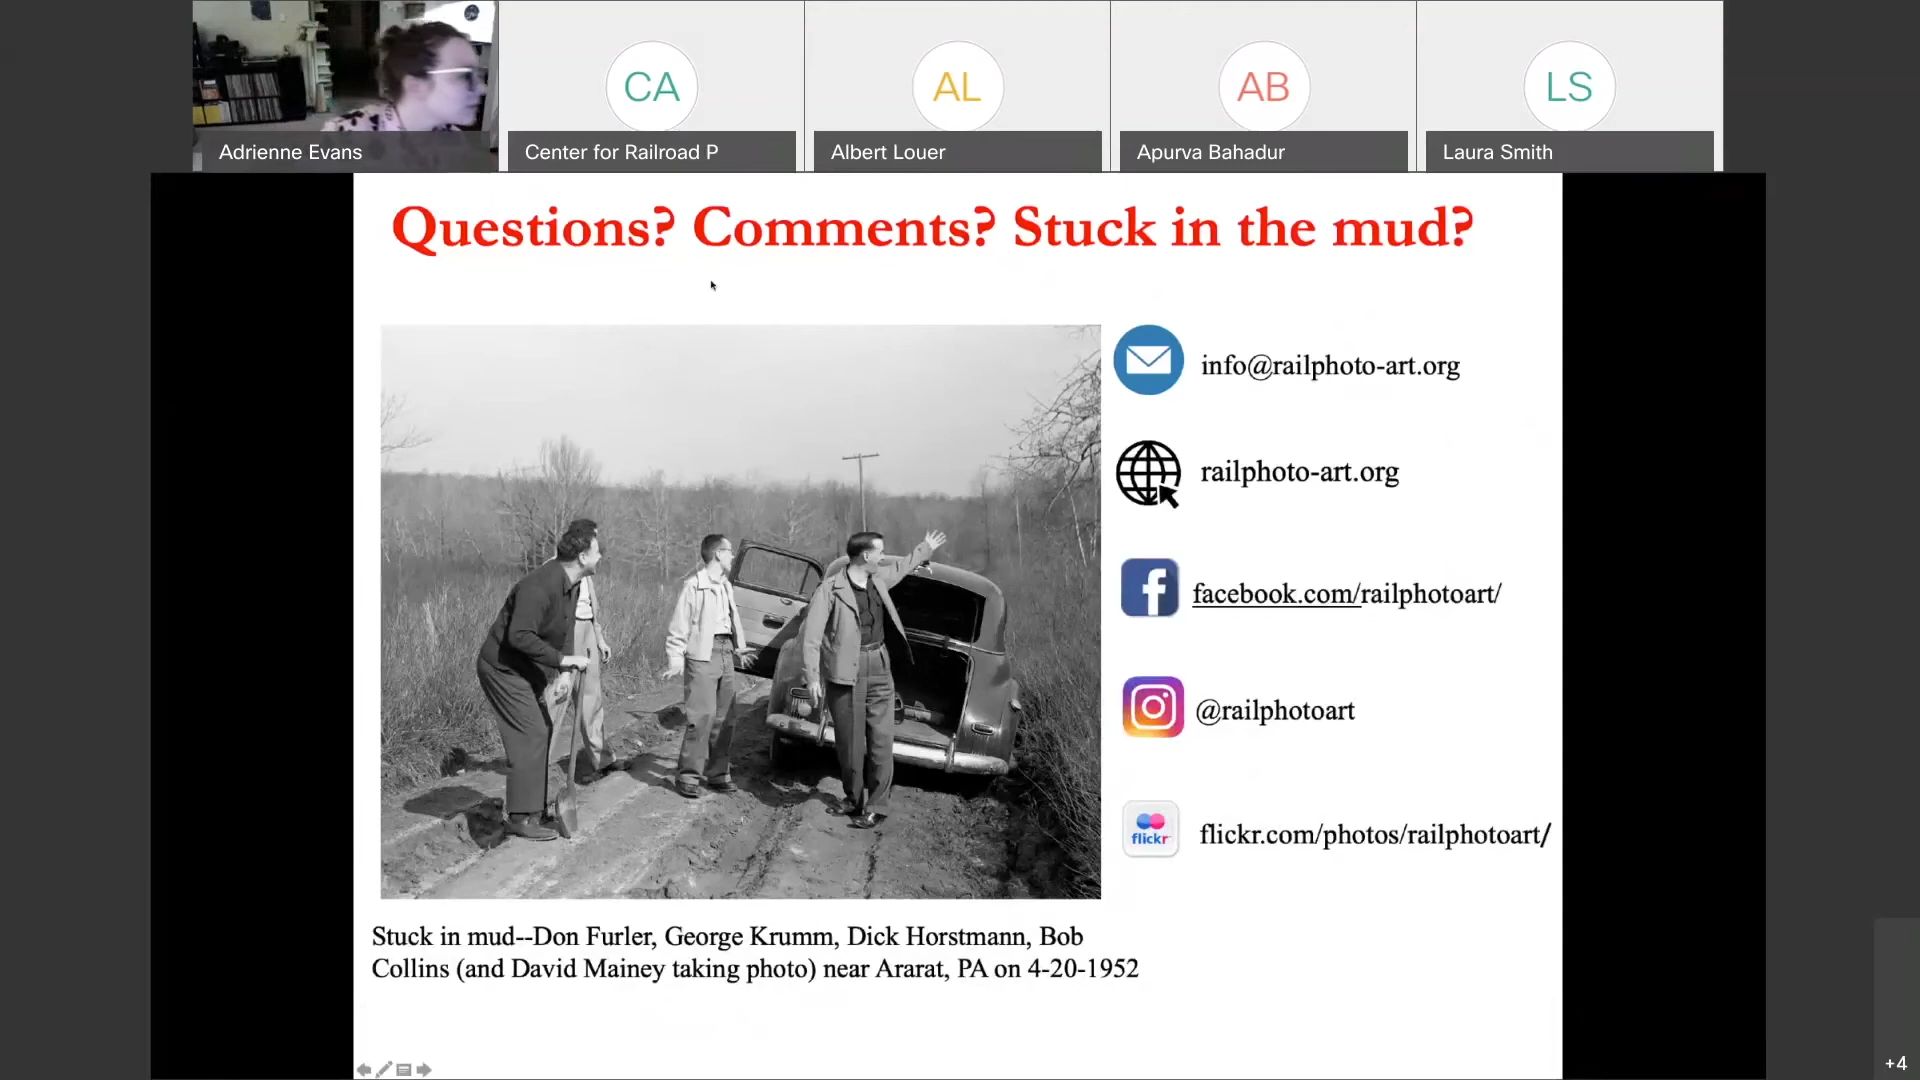 CA
AL
AB
LS
Adrienne Evans
Center for Railroad P
Albert Louer
Apurva Bahadur
Laura Smith
Questions? Comments? Stuck in the mud?
info@railphoto-art.org
railphoto-art.org
facebook.com/railphotoart/
@railphotoart
flickr
flickr.com/photos/railphotoart/
Stuck in mud--Don Furler, George Krumm, Dick Horstmann, Bob
Collins (and David Mainey taking photo) near Ararat, PA on 4-20-1952
+4